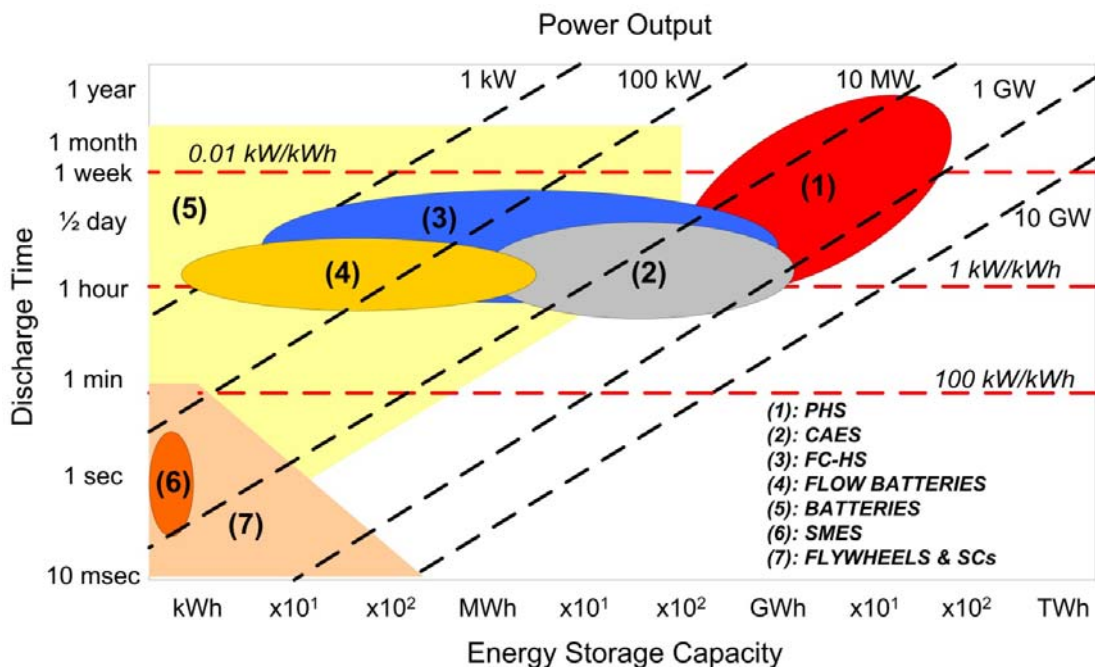 Power Output
1 kW
100 kW
10 MW
1 GW
10 GW
1 year
1 month
1 week
½ day
1 hour
1 min
1 sec
10 msec
Discharge Time
0.01 kW/kWh
1 kW/kWh
100 kW/kWh
(1)
(2)
(3)
(4)
(5)
(6)
(7)
(1): PHS
(2): CAES
(3): FC-HS
(4): FLOW BATTERIES
(5): BATTERIES
(6): SMES
(7): FLYWHEELS & SCs
kWh x10¹ x10² MWh x10¹ x10² GWh x10¹ x10² TWh
Energy Storage Capacity